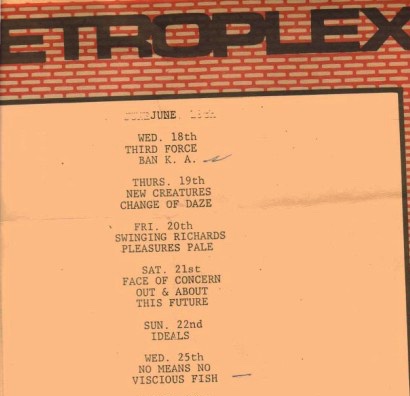 ETROPLEX
JUNE
WED. 18th
THIRD FORCE
BAN K. A.
THURS. 19th
NEW CREATURES
CHANGE OF DAZE
FRI. 20th
SWINGING RICHARDS
PLEASURES PALE
SAT. 21st
FACE OF CONCERN
OUT & ABOUT
THIS FUTURE
SUN. 22nd
IDEALS
WED. 25th
NO MEANS NO
VISCIOUS FISH